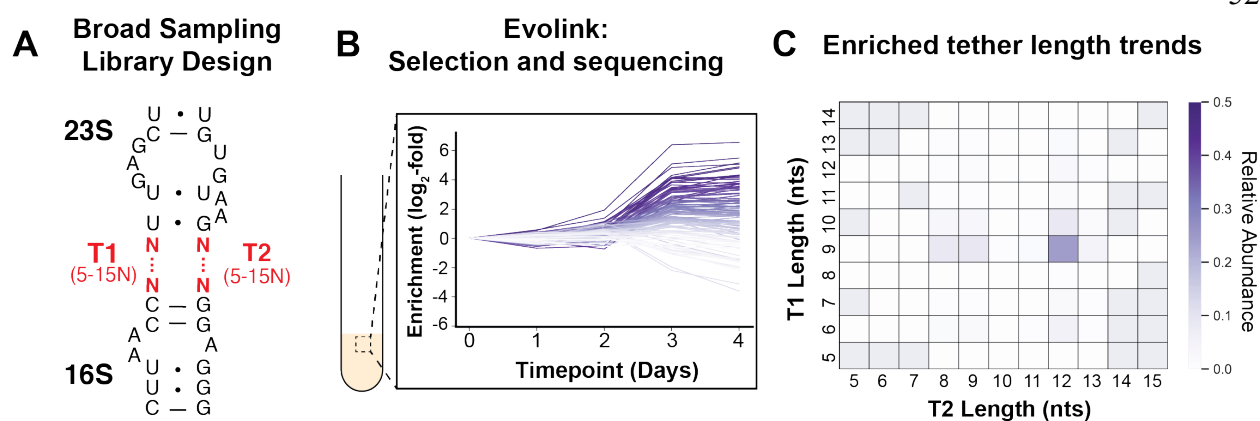 A
Broad Sampling
Library Design
23S
U • U
C — G
G U
A G
G A
U • U A
U • G A
N N
T1 T2
(5-15N) (5-15N)
N N
C — G
C — G
A A
A
U • G
U • G
C — G
16S
B
Evolink:
Selection and sequencing
Enrichment (log2-fold)
6
4
2
0
-2
-4
-6
0 1 2 3 4
Timepoint (Days)
C
Enriched tether length trends
T1 Length (nts)
14
13
12
11
10
9
8
7
6
5
5 6 7 8 9 10 11 12 13 14 15
T2 Length (nts)
0.5
0.4
0.3
0.2
0.1
0.0
Relative Abundance